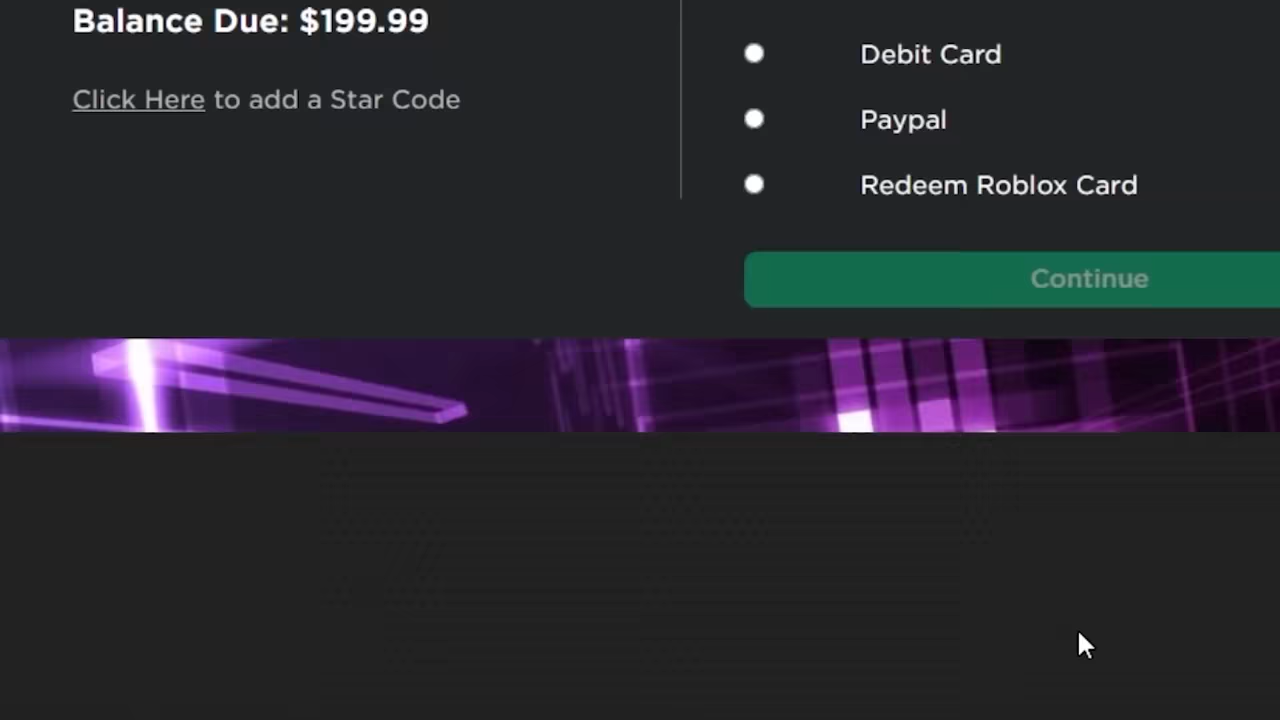 Balance Due: $199.99
Click Here to add a Star Code
Debit Card
Paypal
Redeem Roblox Card
Continue